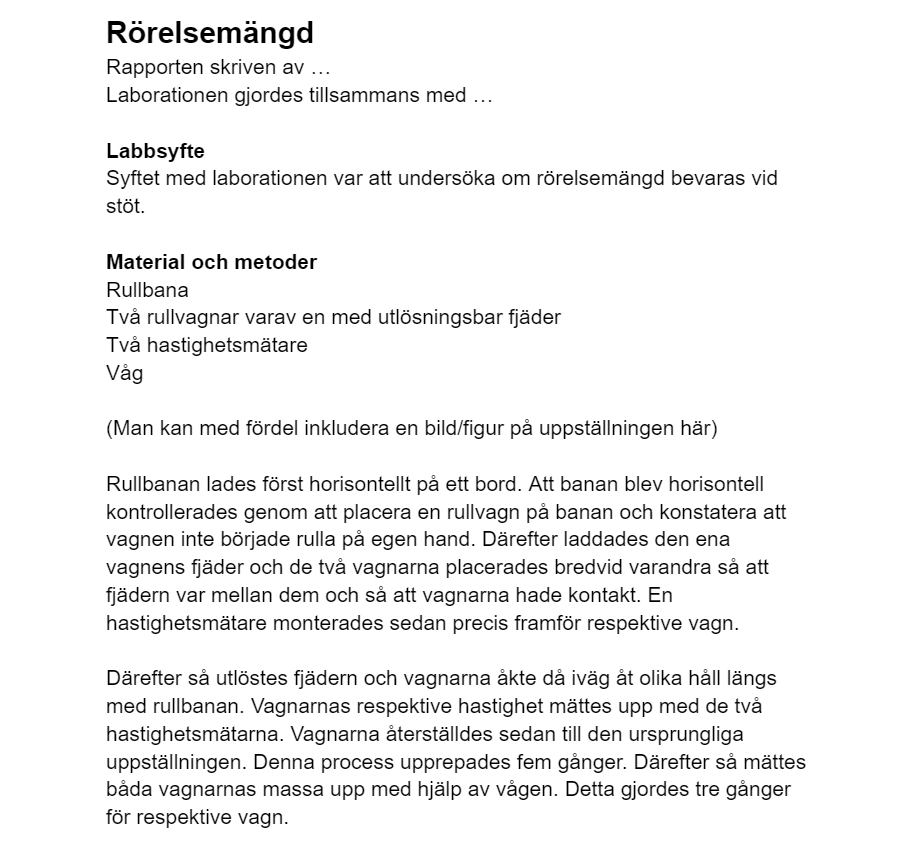 Rörelsemängd
Rapporten skriven av …
Laborationen gjordes tillsammans med …
Labbsyfte
Syftet med laborationen var att undersöka om rörelsemängd bevaras vid
stöt.
Material och metoder
Rullbana
Två rullvagnar varav en med utlösningsbar fjäder
Två hastighetsmätare
Våg
(Man kan med fördel inkludera en bild/figur på uppställningen här)
Rullbanan lades först horisontellt på ett bord. Att banan blev horisontell
kontrollerades genom att placera en rullvagn på banan och konstatera att
vagnen inte började rulla på egen hand. Därefter laddades den ena
vagnens fjäder och de två vagnarna placerades bredvid varandra så att
fjädern var mellan dem och så att vagnarna hade kontakt. En
hastighetsmätare monterades sedan precis framför respektive vagn.
Därefter så utlöstes fjädern och vagnarna åkte då iväg åt olika håll längs
med rullbanan. Vagnarnas respektive hastighet mättes upp med de två
hastighetsmätarna. Vagnarna återställdes sedan till den ursprungliga
uppställningen. Denna process upprepades fem gånger. Därefter så mättes
båda vagnarnas massa upp med hjälp av vågen. Detta gjordes tre gånger
för respektive vagn.